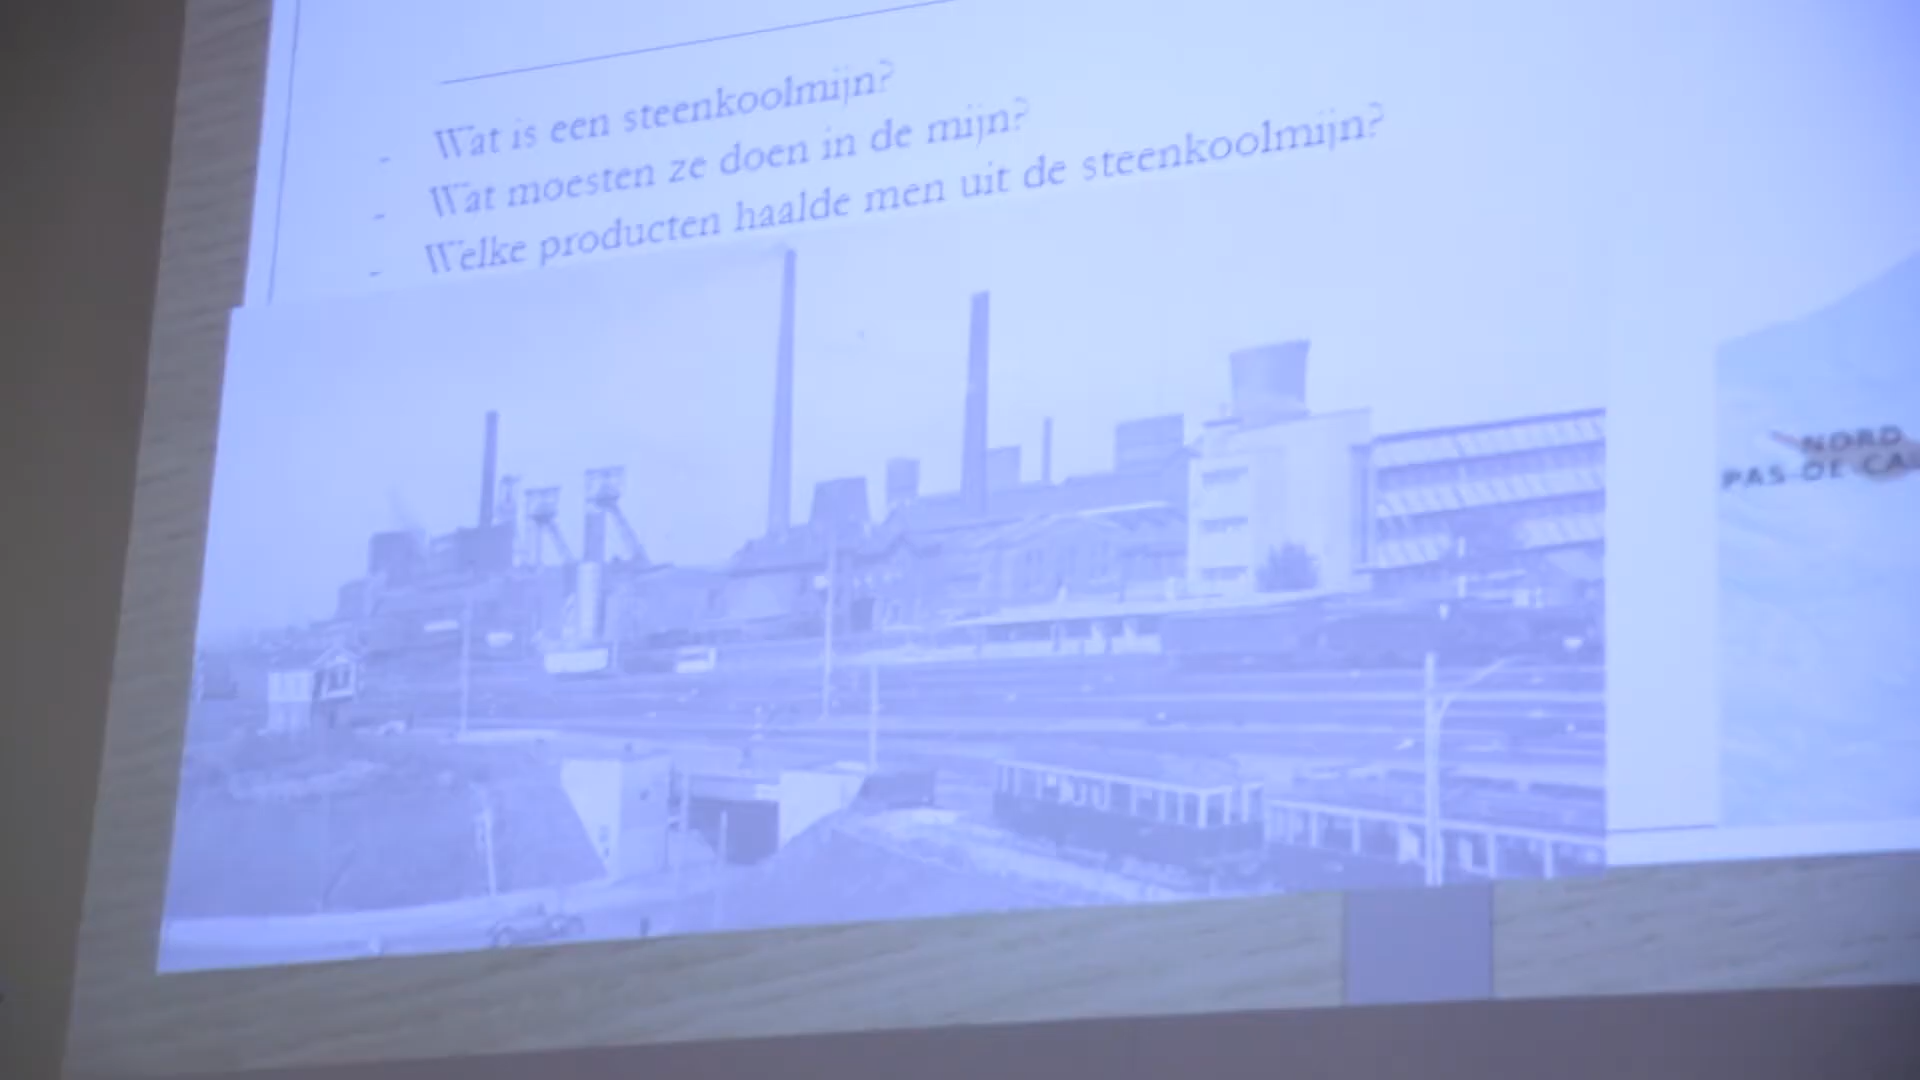 - Wat is een steenkoolmijn?
- Wat moesten ze doen in de mijn?
- Welke producten haalde men uit de steenkoolmijn?
NORD
PAS-DE-CA